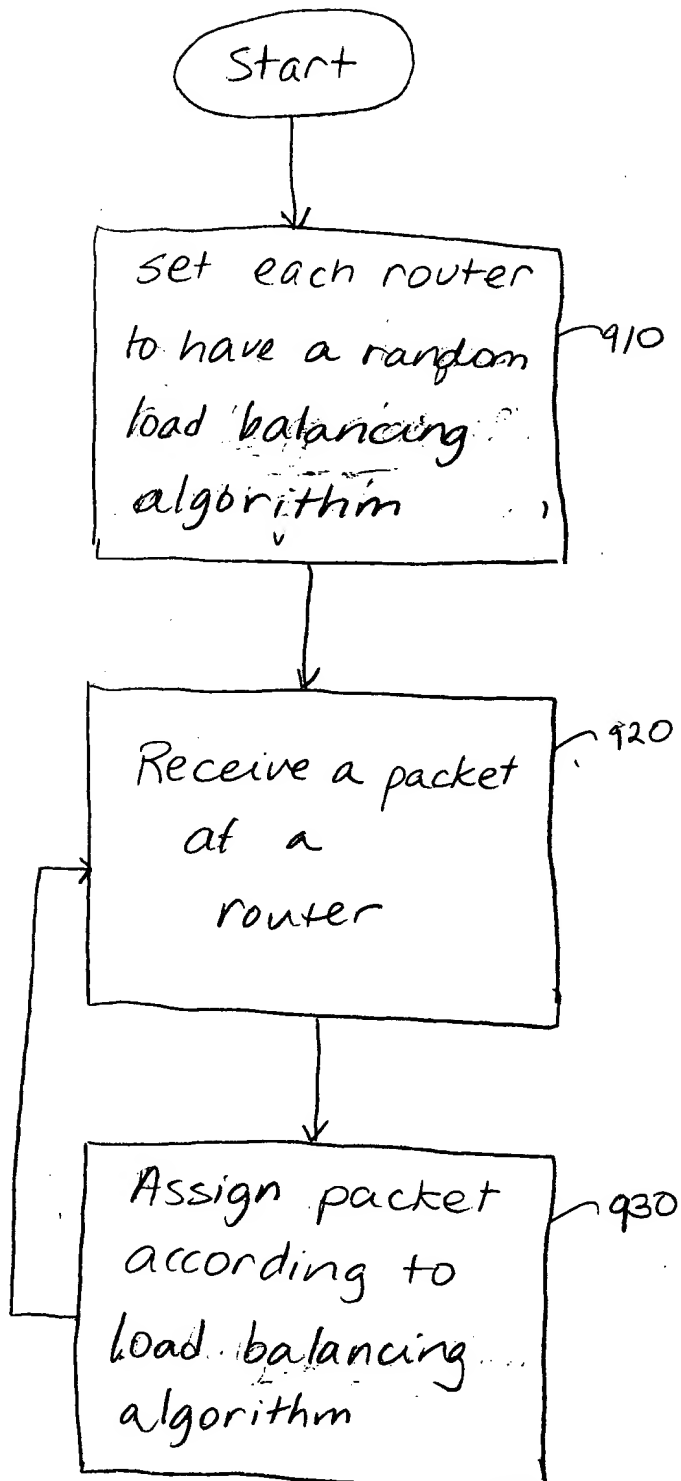 Start
set each router
to have a random
load balancing
algorithm
910
Receive a packet
at a
router
920
Assign packet
according to
load balancing
algorithm
930